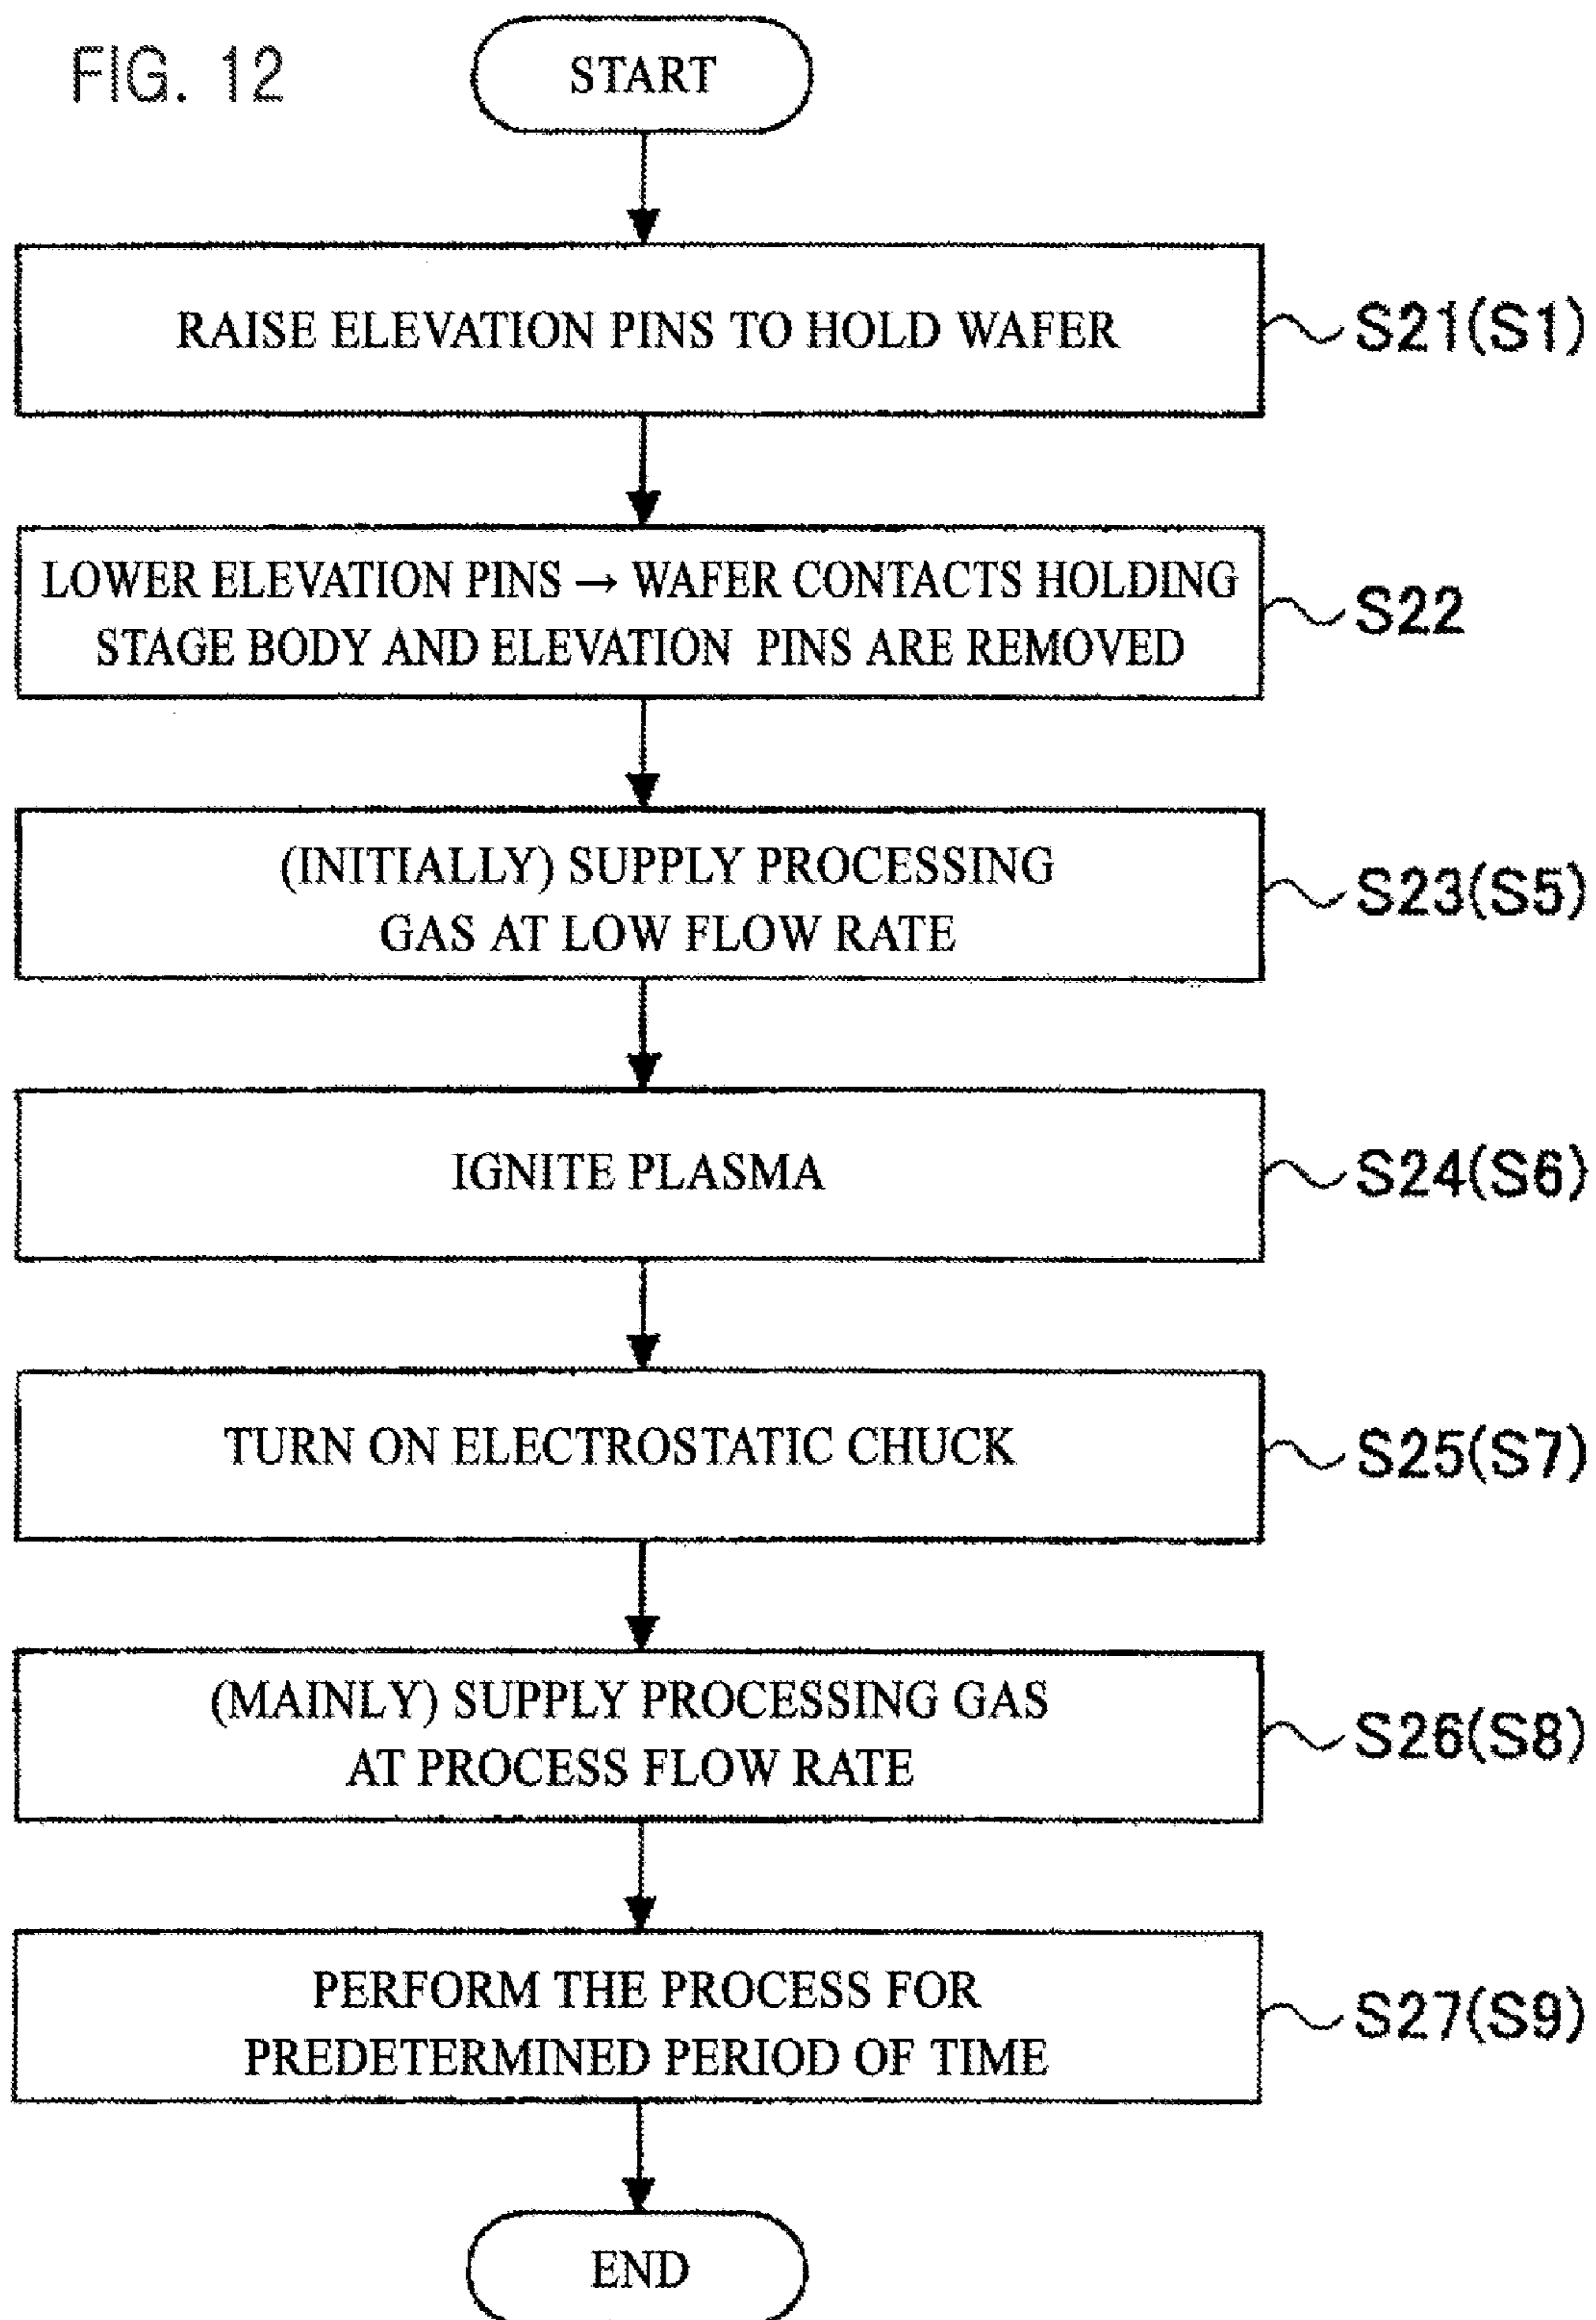 FIG. 12
START
RAISE ELEVATION PINS TO HOLD WAFER
S21(S1)
LOWER ELEVATION PINS → WAFER CONTACTS HOLDING
STAGE BODY AND ELEVATION PINS ARE REMOVED
S22
(INITIALLY) SUPPLY PROCESSING
GAS AT LOW FLOW RATE
S23(S5)
IGNITE PLASMA
S24(S6)
TURN ON ELECTROSTATIC CHUCK
S25(S7)
(MAINLY) SUPPLY PROCESSING GAS
AT PROCESS FLOW RATE
S26(S8)
PERFORM THE PROCESS FOR
PREDETERMINED PERIOD OF TIME
S27(S9)
END